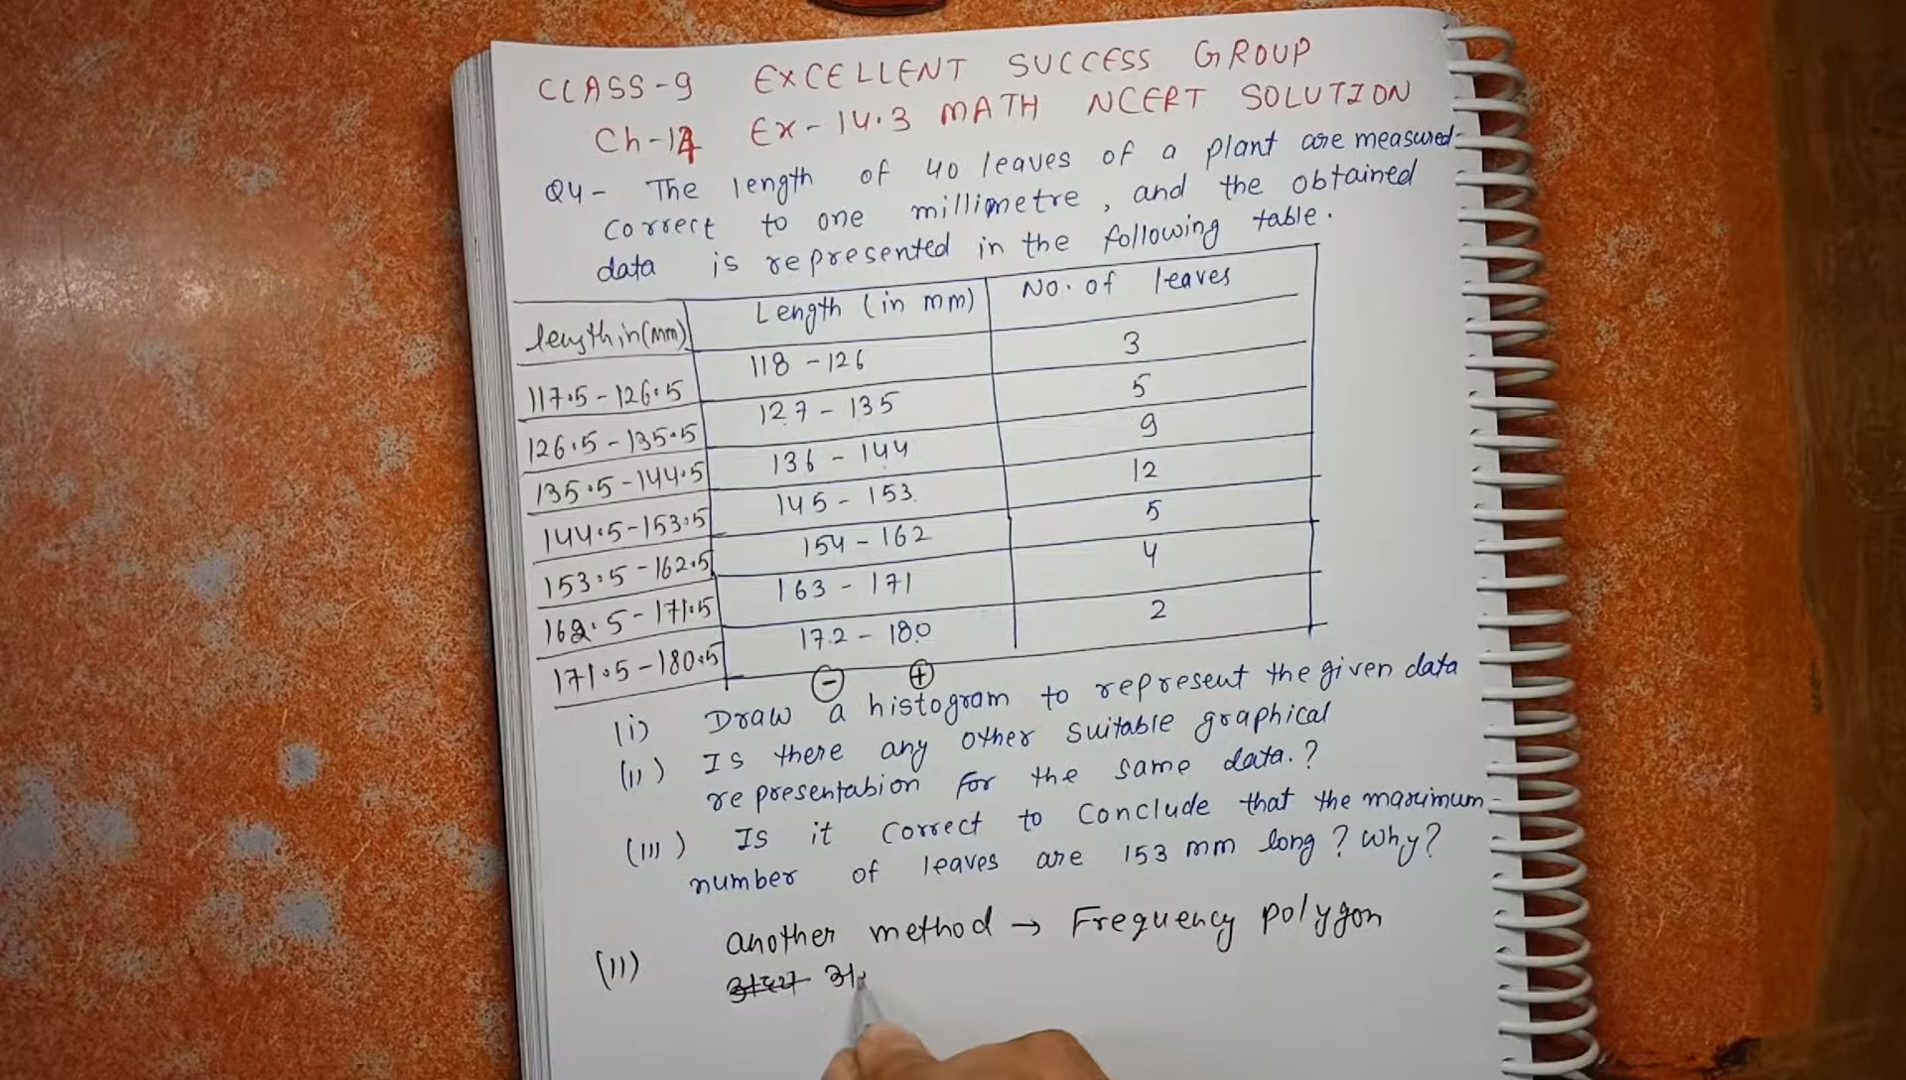 CLASS-9 EXCELLENT SUCCESS GROUP
Ch-14 Ex-14.3 MATH NCERT SOLUTION
Q4- The length of 40 leaves of a plant are measured
correct to one millimetre, and the obtained
data is represented in the following table.
length in (mm) Length (in mm) No. of leaves
117.5-126.5 118-126 3
126.5-135.5 127-135 5
135.5-144.5 136-144 9
144.5-153.5 145-153 12
153.5-162.5 154-162 5
162.5-171.5 163-171 4
171.5-180.5 172-180 2
- +
(i) Draw a histogram to represent the given data
(ii) Is there any other suitable graphical
representation for the same data.?
(iii) Is it correct to conclude that the maximum
number of leaves are 153 mm long? Why?
(11) another method → Frequency polygon